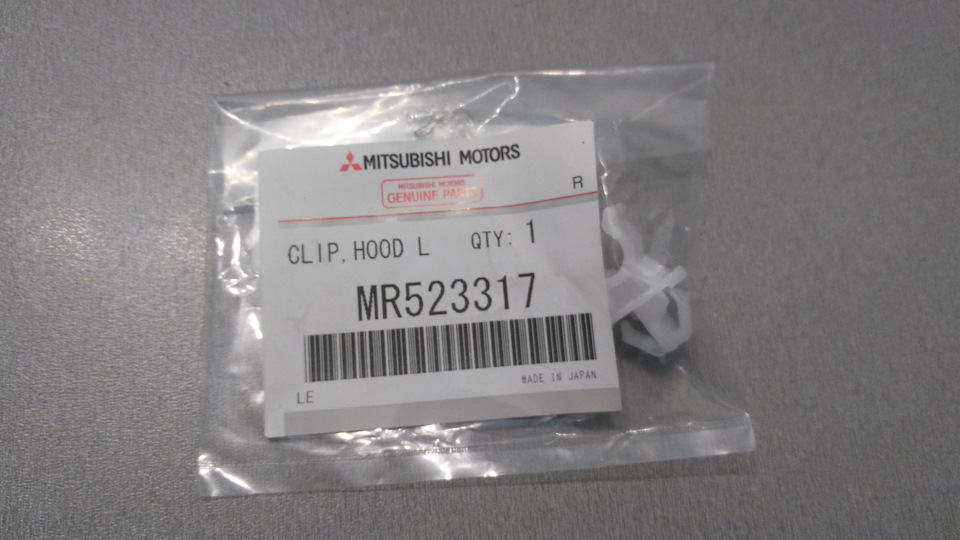 MITSUBISHI MOTORS
MITSUBISHI MOTORS
GENUINE PARTS
R
CLIP, HOOD L QTY: 1
MR523317
MADE IN JAPAN
LE